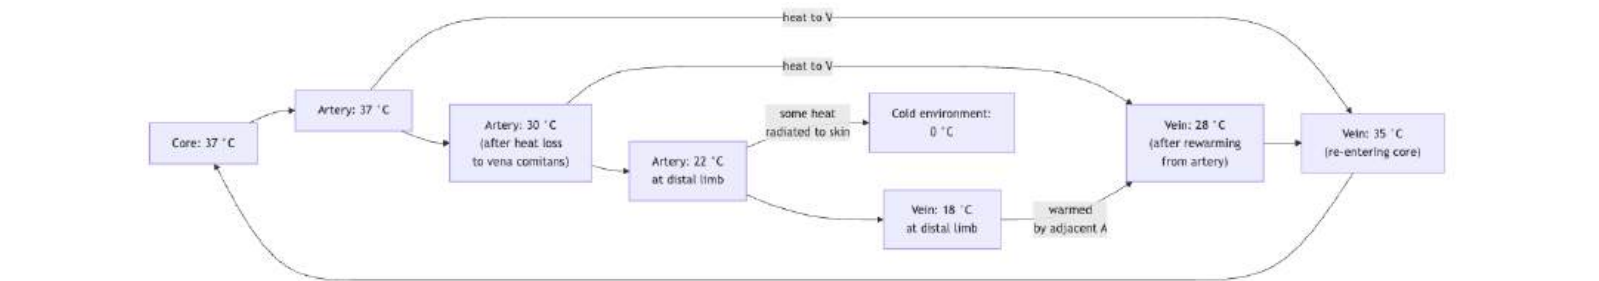 heat to V
heat to V
Core: 37 °C
Artery: 37 °C
Artery: 30 °C
(after heat loss
to vena comitans)
Artery: 22 °C
at distal limb
some heat
radiated to skin
Cold environment:
0 °C
Vein: 18 °C
at distal limb
warmed
by adjacent A
Vein: 28 °C
(after rewarming
from artery)
Vein: 35 °C
(re-entering core)